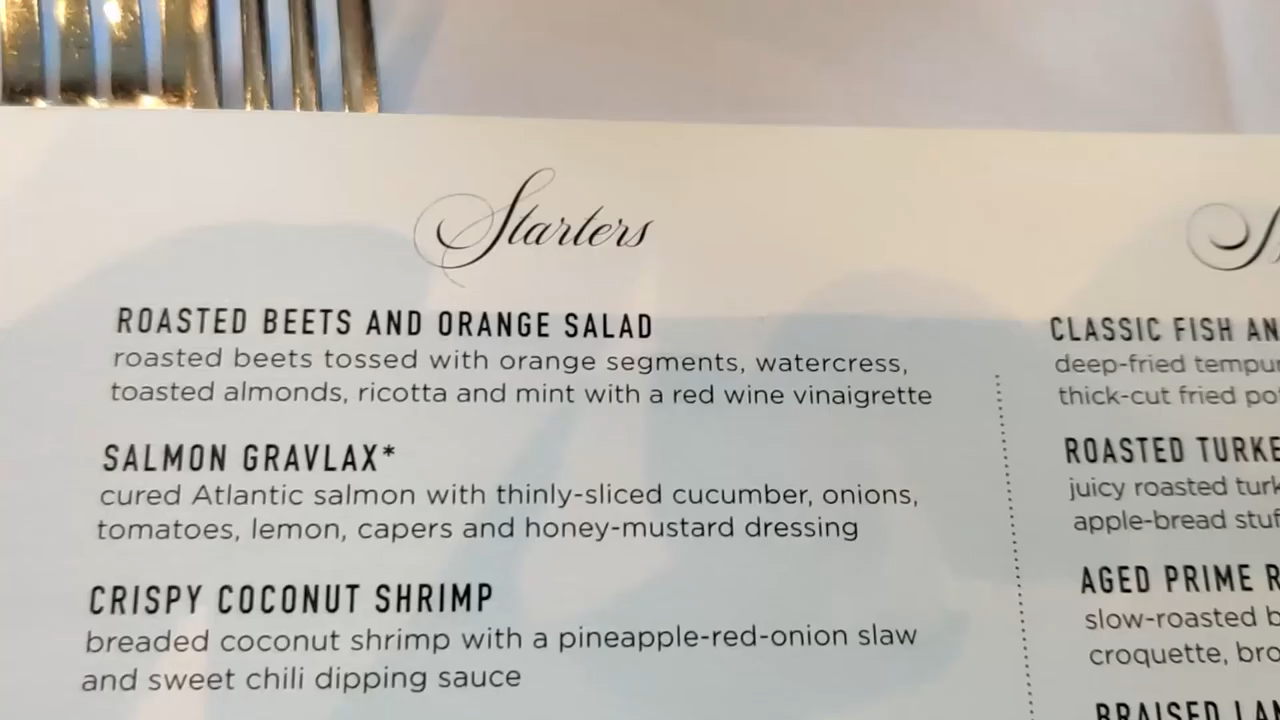 Starters
ROASTED BEETS AND ORANGE SALAD
roasted beets tossed with orange segments, watercress,
toasted almonds, ricotta and mint with a red wine vinaigrette
SALMON GRAVLAX*
cured Atlantic salmon with thinly-sliced cucumber, onions,
tomatoes, lemon, capers and honey-mustard dressing
CRISPY COCONUT SHRIMP
breaded coconut shrimp with a pineapple-red-onion slaw
and sweet chili dipping sauce
CLASSIC FISH
deep-fried
thick-cut fried
ROASTED
juicy roasted
apple-bread
AGED PRIME
slow-roasted
croquette,
BRAISED